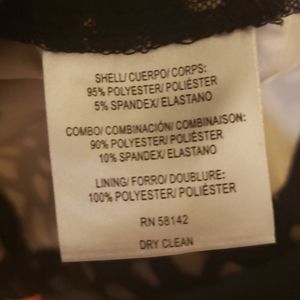 SHELL/ CUERPO/ CORPS:
95% POLYESTER/ POLIÉSTER
5% SPANDEX/ ELASTANO
COMBO/ COMBINACIÓN/ COMBINAISON:
90% POLYESTER/ POLIÉSTER
10% SPANDEX/ ELASTANO
LINING/ FORRO/ DOUBLURE:
100% POLYESTER/ POLIÉSTER
RN 58142
DRY CLEAN